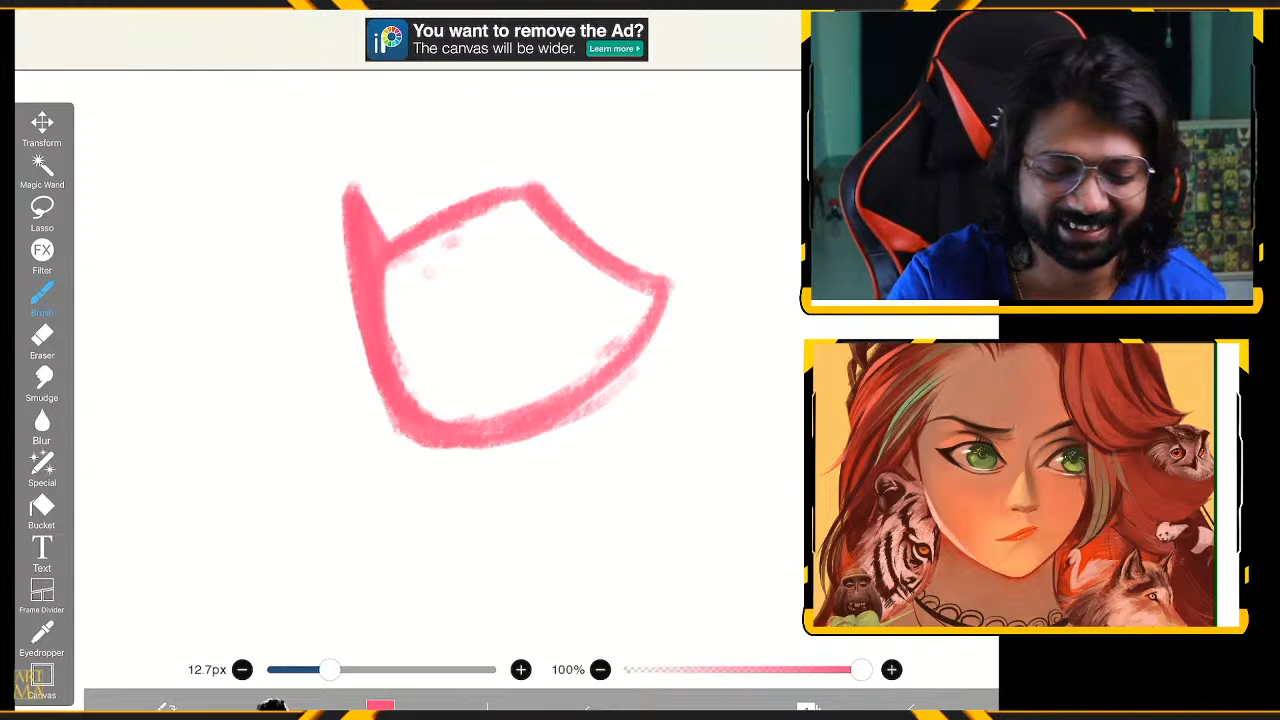 You want to remove the Ad?
The canvas will be wider.
Learn more
Transform
Magic Wand
Lasso
FX
Filter
Brush
Eraser
Smudge
Blur
Special
Bucket
T
Text
Frame Divider
Eyedropper
Canvas
12.7px
100%